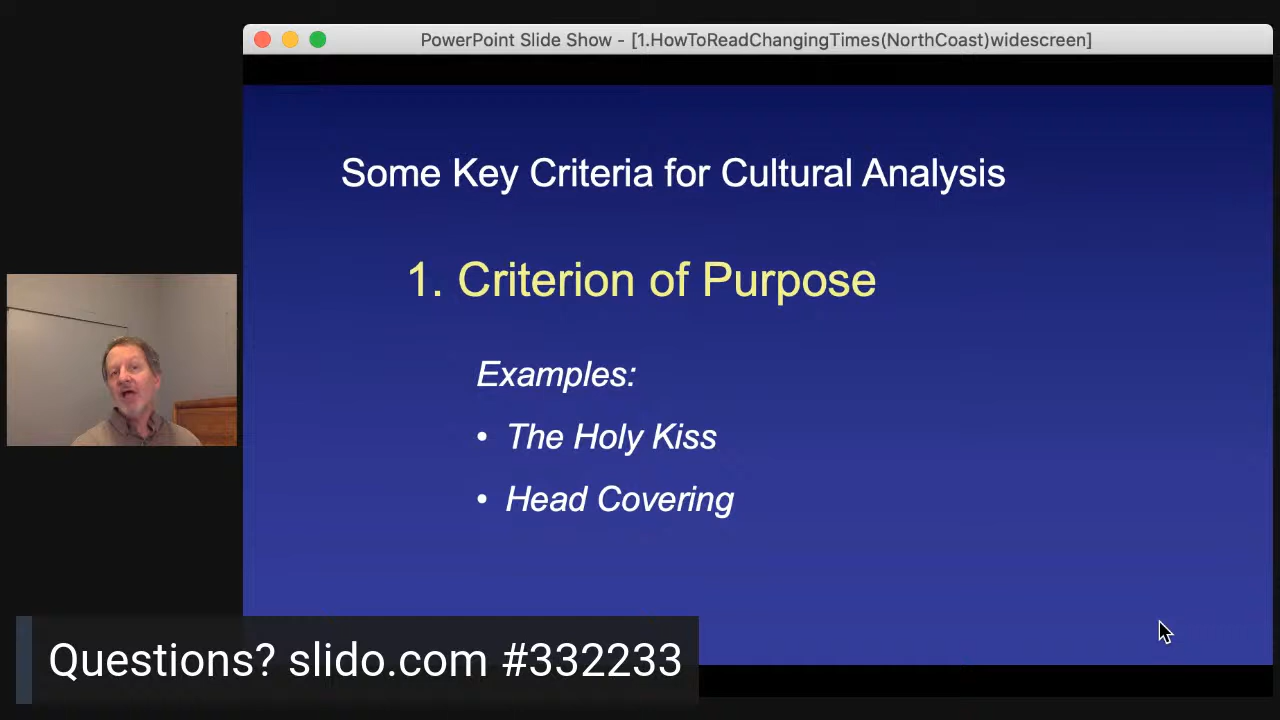 PowerPoint Slide Show - [1.HowToReadChangingTimes(NorthCoast)widescreen]
Some Key Criteria for Cultural Analysis
1. Criterion of Purpose
Examples:
• The Holy Kiss
• Head Covering
Questions? slido.com #332233